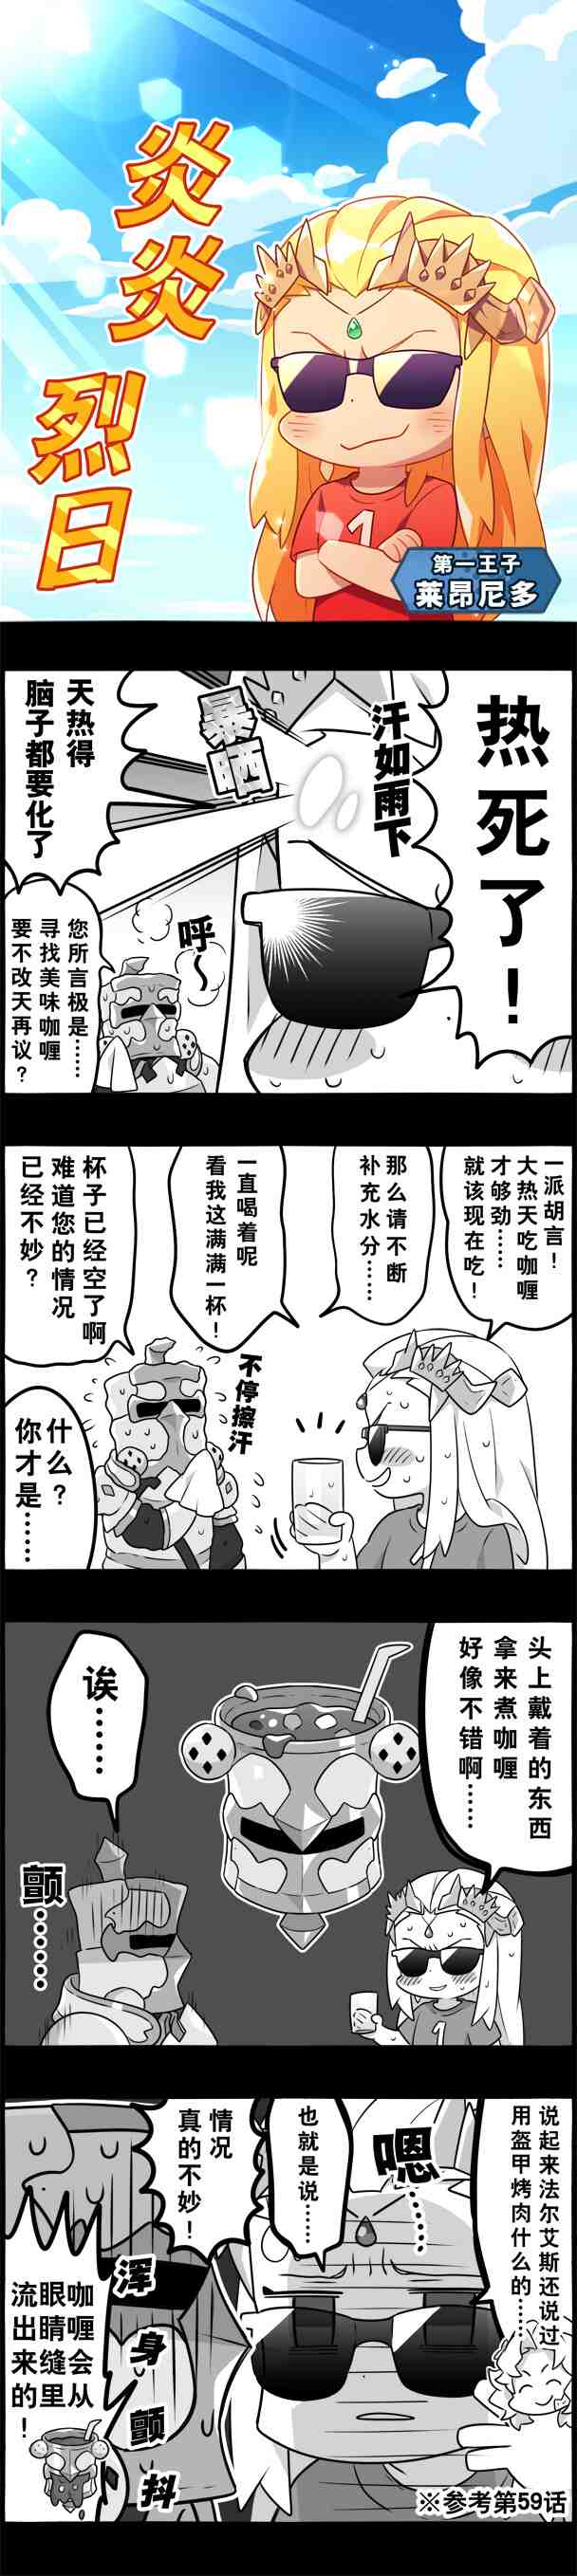 炎炎
烈日
1
第一王子
莱昂尼多
热死了！
汗如雨下
暴晒
天热得
脑子都要化了
呼～
您所言极是……
寻找美味咖喱
要不改天再议？
一派胡言！
大热天吃咖喱
才够劲……
就该现在吃！
那么请不断
补充水分……
一直喝着呢
看我这满满一杯！
不停擦汗
杯子已经空了啊
难道您的情况
已经不妙？
什么？
你才是……
头上戴着的东西
拿来煮咖喱
好像不错啊……
诶……
颤……
1
说起来法尔艾斯还说过
用盔甲烤肉什么的……
嗯……
也就是说……
情况
真的不妙！
浑身颤抖
咖喱会从
眼睛缝里
流出来的！
※参考第59话